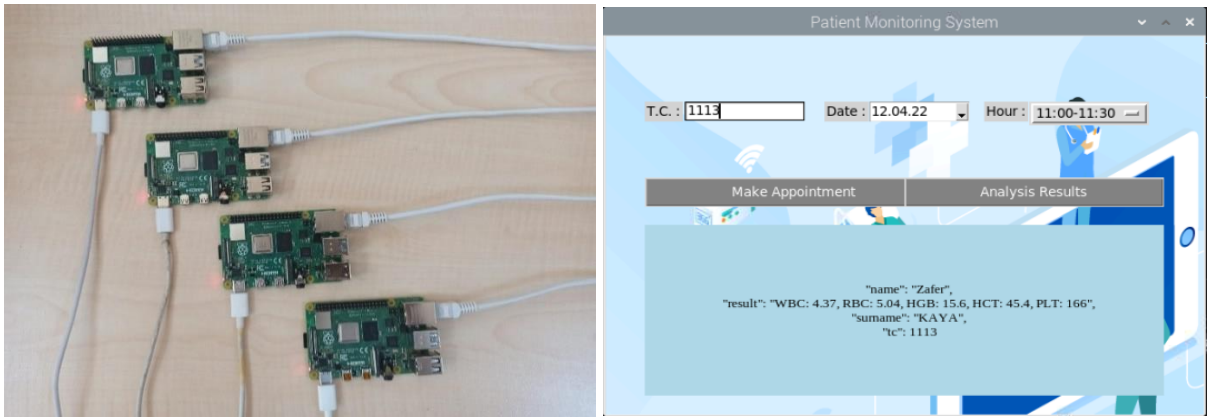 Patient Monitoring System
T.C. : 1113 Date : 12.04.22 Hour : 11:00-11:30
Make Appointment Analysis Results
"name": "Zafer",
"result": "WBC: 4.37, RBC: 5.04, HGB: 15.6, HCT: 45.4, PLT: 166",
"surname": "KAYA",
"tc": 1113